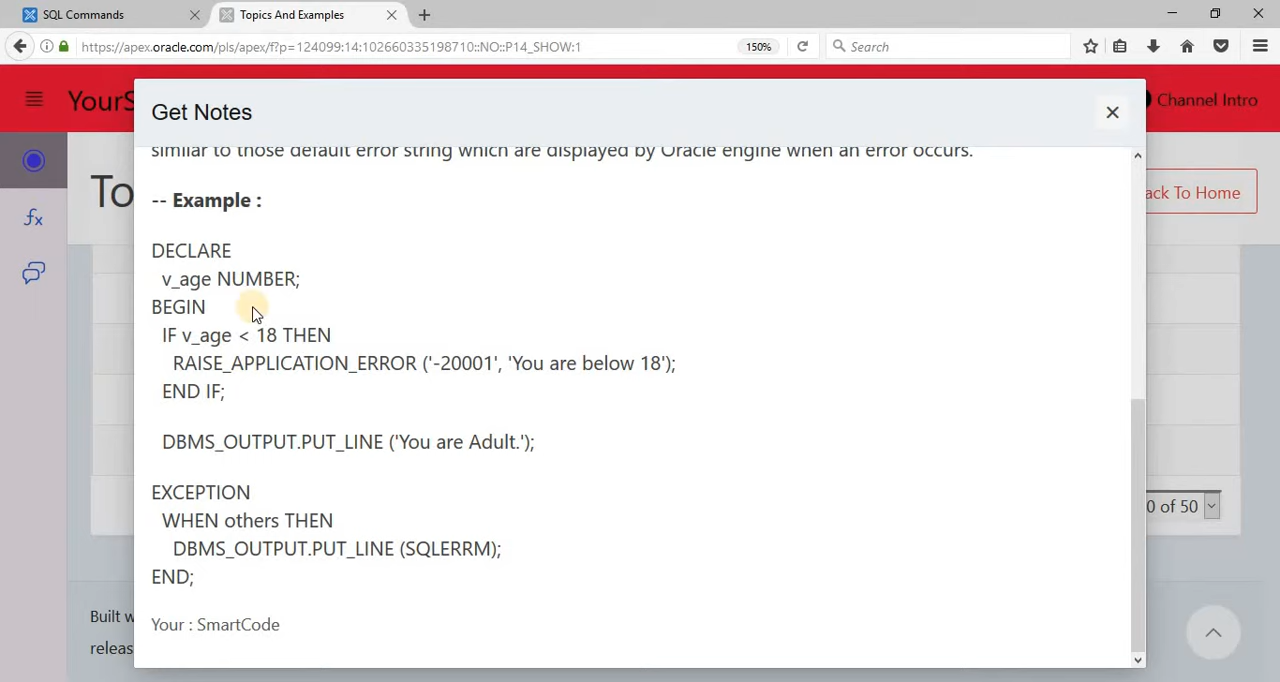 SQL Commands
Topics And Examples
https://apex.oracle.com/pls/apex/f?p=124099:14:102660335198710::NO::P14_SHOW:1
150%
Search
YourS
Channel Intro
Get Notes
To
ack To Home
similar to those default error string which are displayed by Oracle engine when an error occurs.
-- Example :
DECLARE
v_age NUMBER;
BEGIN
IF v_age < 18 THEN
RAISE_APPLICATION_ERROR ('-20001', 'You are below 18');
END IF;
DBMS_OUTPUT.PUT_LINE ('You are Adult.');
EXCEPTION
WHEN others THEN
DBMS_OUTPUT.PUT_LINE (SQLERRM);
END;
0 of 50
Built w
Your : SmartCode
releas